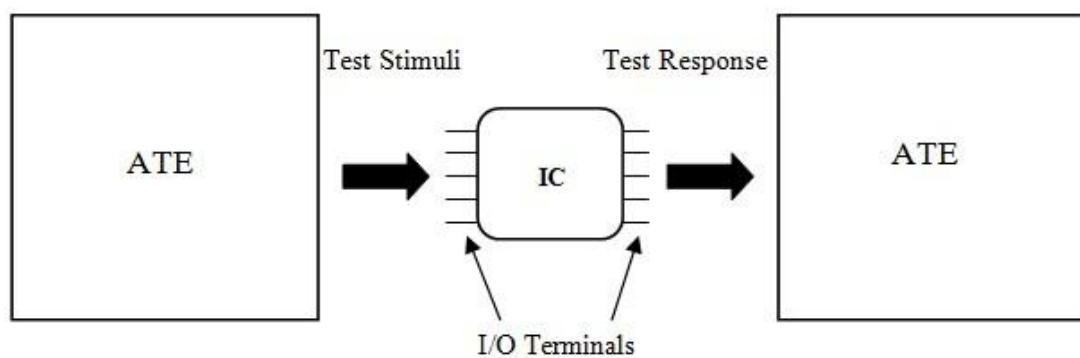 Test Stimuli
Test Response
ATE
IC
ATE
I/O Terminals